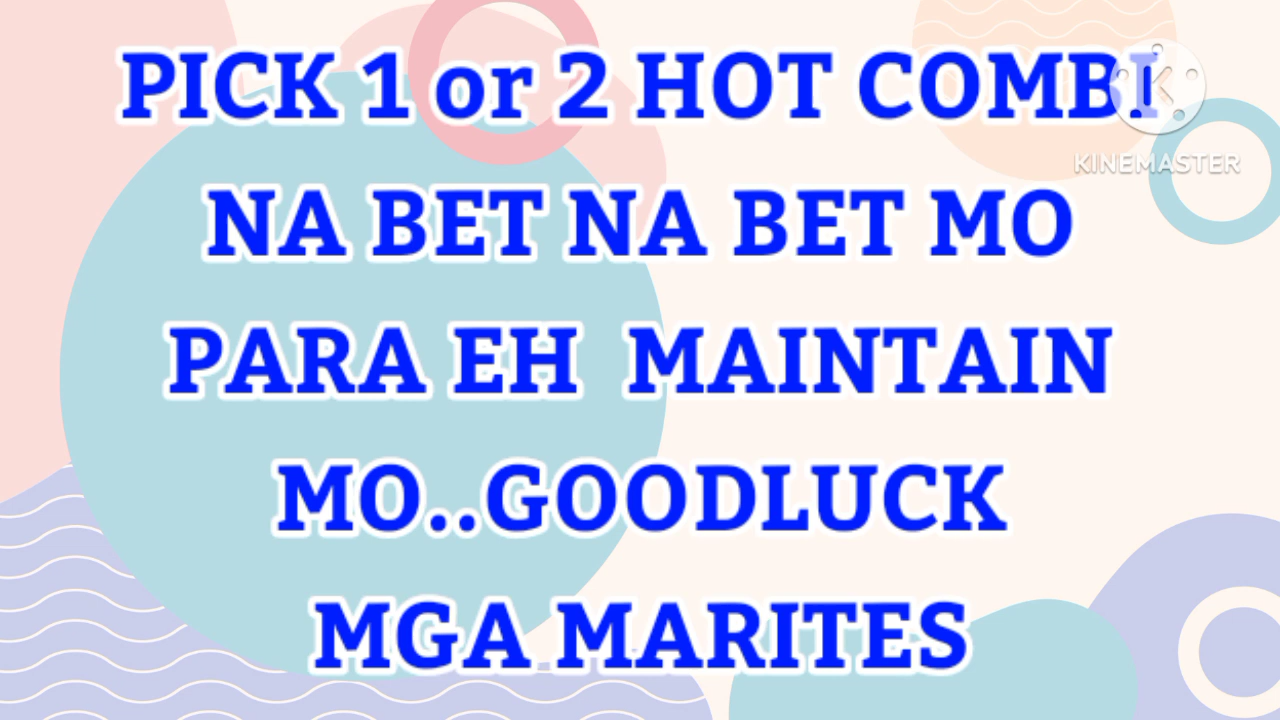 PICK 1 or 2 HOT COMBI
KINEMASTER
NA BET NA BET MO
PARA EH MAINTAIN
MO..GOODLUCK
MGA MARITES